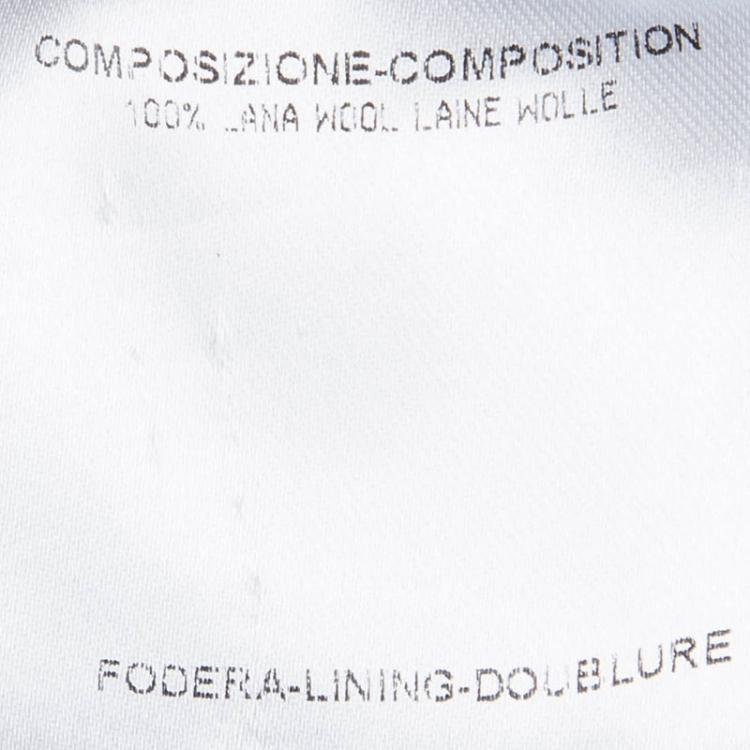 COMPOSIZIONE-COMPOSITION
100% LANA WOOL LAINE WOLLE
FODERA-LINING-DOUBLURE